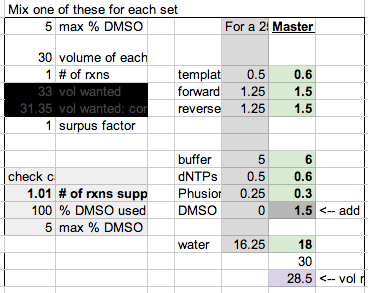 Mix one of these for each set
5 max % DMSO For a 25 Master
30 volume of each
1 # of rxns templat 0.5 0.6
33 vol wanted forward 1.25 1.5
31.35 vol wanted: cor reverse 1.25 1.5
1 surpus factor
buffer 5 6
check c dNTPs 0.5 0.6
1.01 # of rxns supp Phusior 0.25 0.3
100 % DMSO used DMSO 0 1.5 <-- add
5 max % DMSO
water 16.25 18
30
28.5 <-- vol r